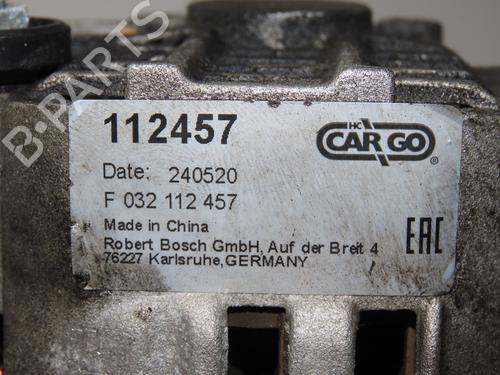 112457
HC
CARGO
®
Date: 240520
F 032 112 457
Made in China
Robert Bosch GmbH, Auf der Breit 4
76227 Karlsruhe, GERMANY
EAC
B-PARTS